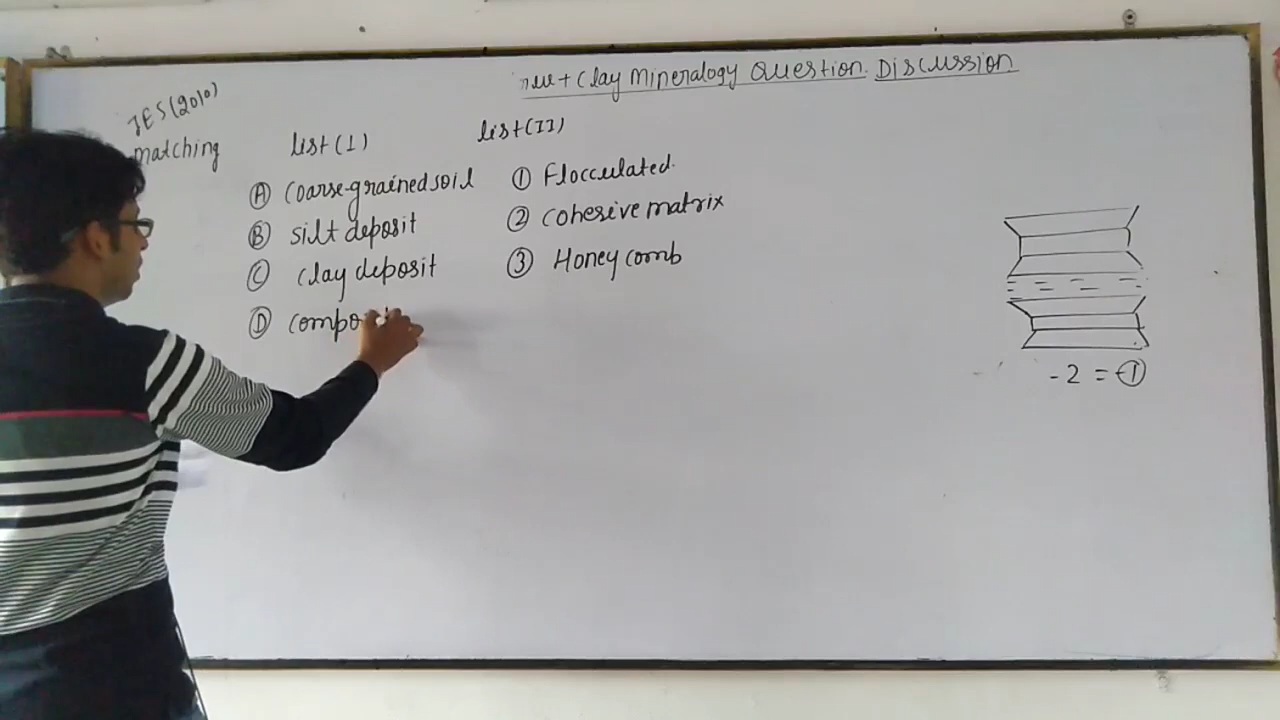 + Clay Mineralogy Question. Discussion
IES(2010)
matching
list(I)
list(II)
Ⓐ Coarse-grained soil
① Flocculated.
Ⓑ silt deposit
② cohesive matrix
Ⓒ clay deposit
③ Honey comb
Ⓓ compo
- 2 = ①